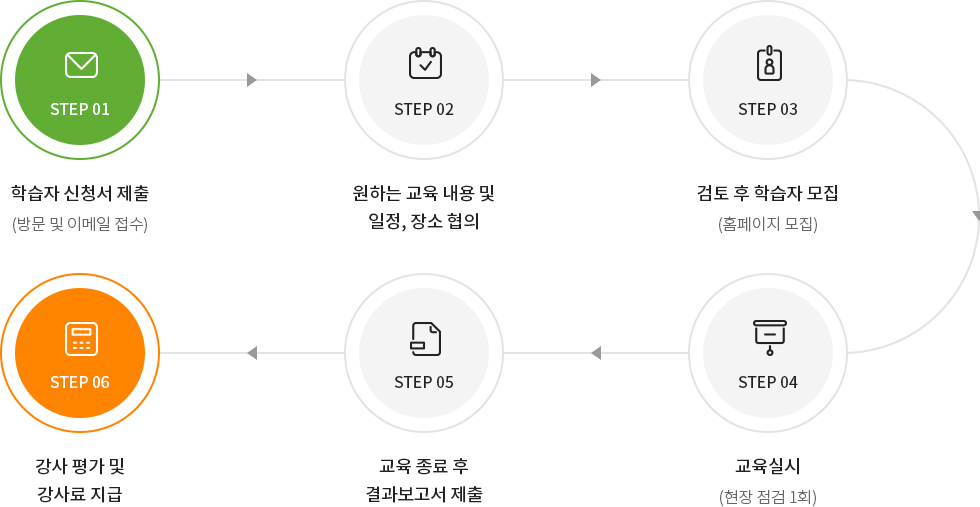 STEP 01
학습자 신청서 제출
(방문 및 이메일 접수)
STEP 02
원하는 교육 내용 및
일정, 장소 협의
STEP 03
검토 후 학습자 모집
(홈페이지 모집)
STEP 04
교육실시
(현장 점검 1회)
STEP 05
교육 종료 후
결과보고서 제출
STEP 06
강사 평가 및
강사료 지급